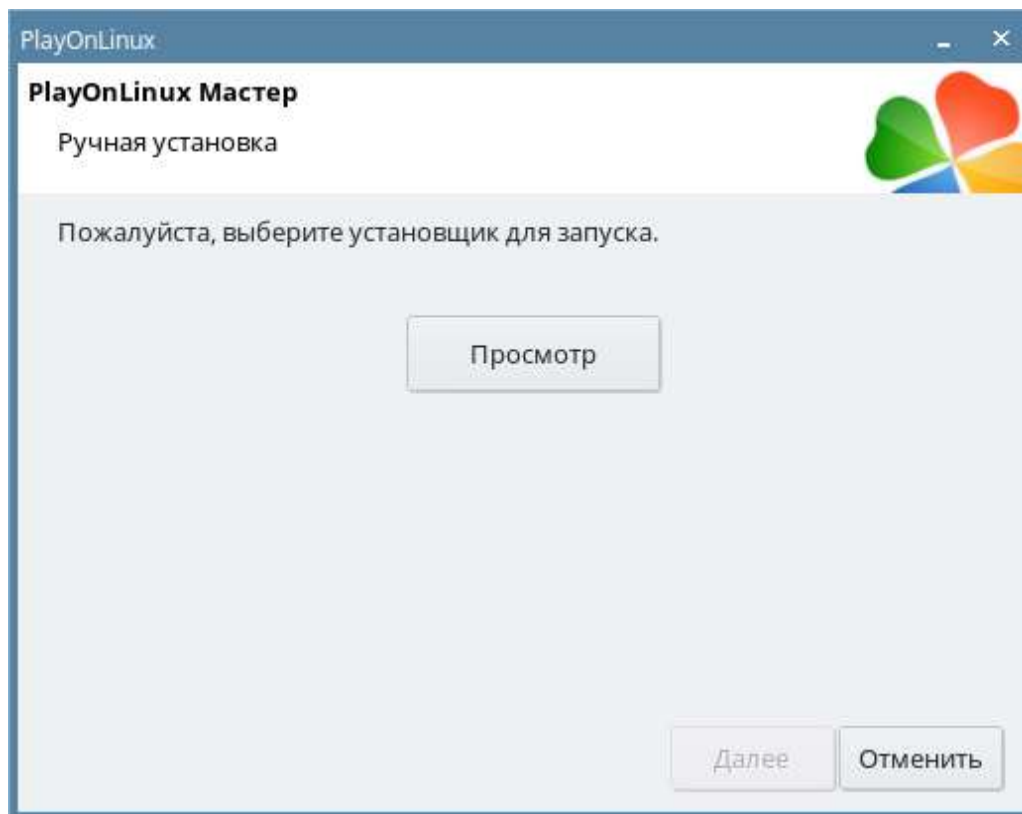 PlayOnLinux
PlayOnLinux Мастер
Ручная установка
Пожалуйста, выберите установщик для запуска.
Просмотр
Далее
Отменить